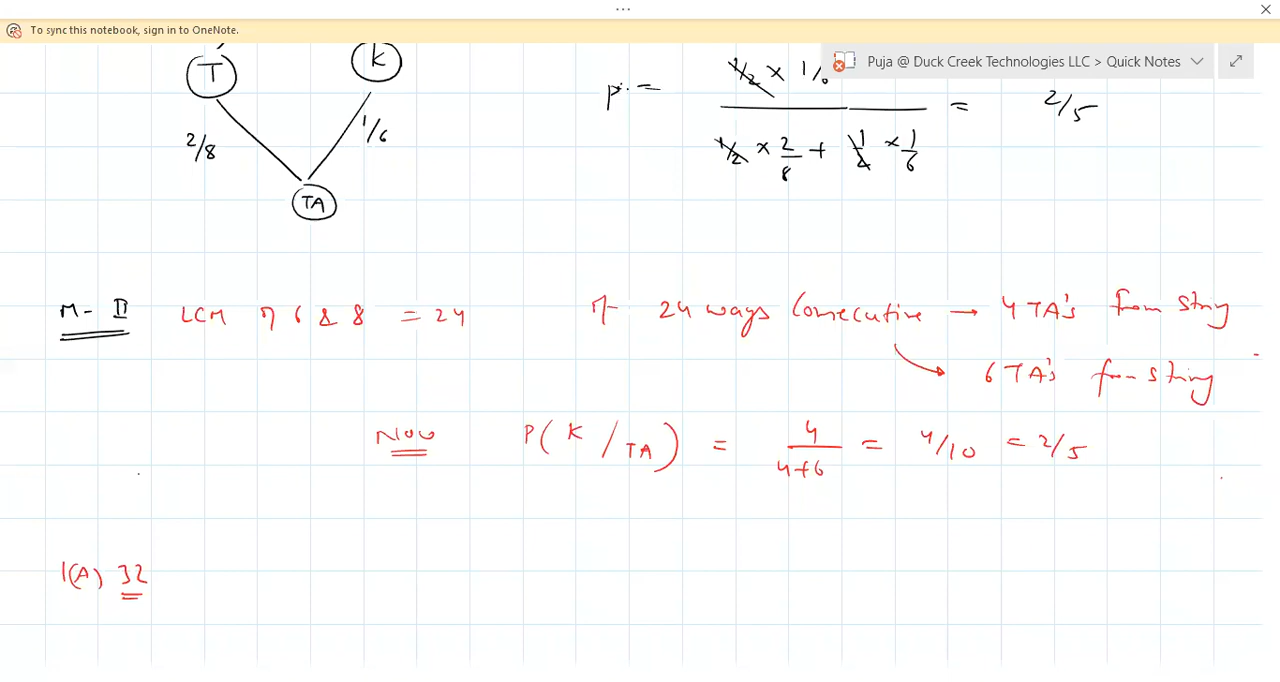 To sync this notebook, sign in to OneNote.
Puja @ Duck Creek Technologies LLC > Quick Notes
T K
2/8 1/6
TA
p = 1/2 × 1/6 = 2/5
1/2 × 2/8 + 1/2 × 1/6
M- II LCM 6 & 8 = 24 24 ways Consecutive → 4 TA's from string
6 TA's from string
Now P(K/TA) = 4/4+6 = 4/10 = 2/5
1(A) 32